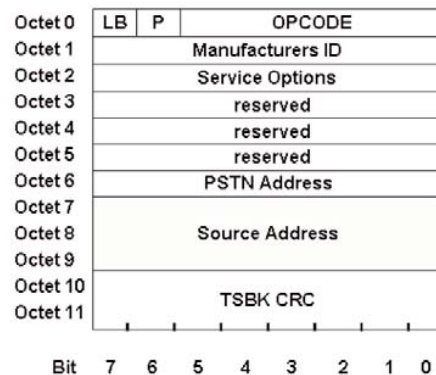 Octet 0 LB P OPCODE
Octet 1 Manufacturers ID
Octet 2 Service Options
Octet 3 reserved
Octet 4 reserved
Octet 5 reserved
Octet 6 PSTN Address
Octet 7
Octet 8 Source Address
Octet 9
Octet 10
TSBK CRC
Octet 11
Bit 7 6 5 4 3 2 1 0